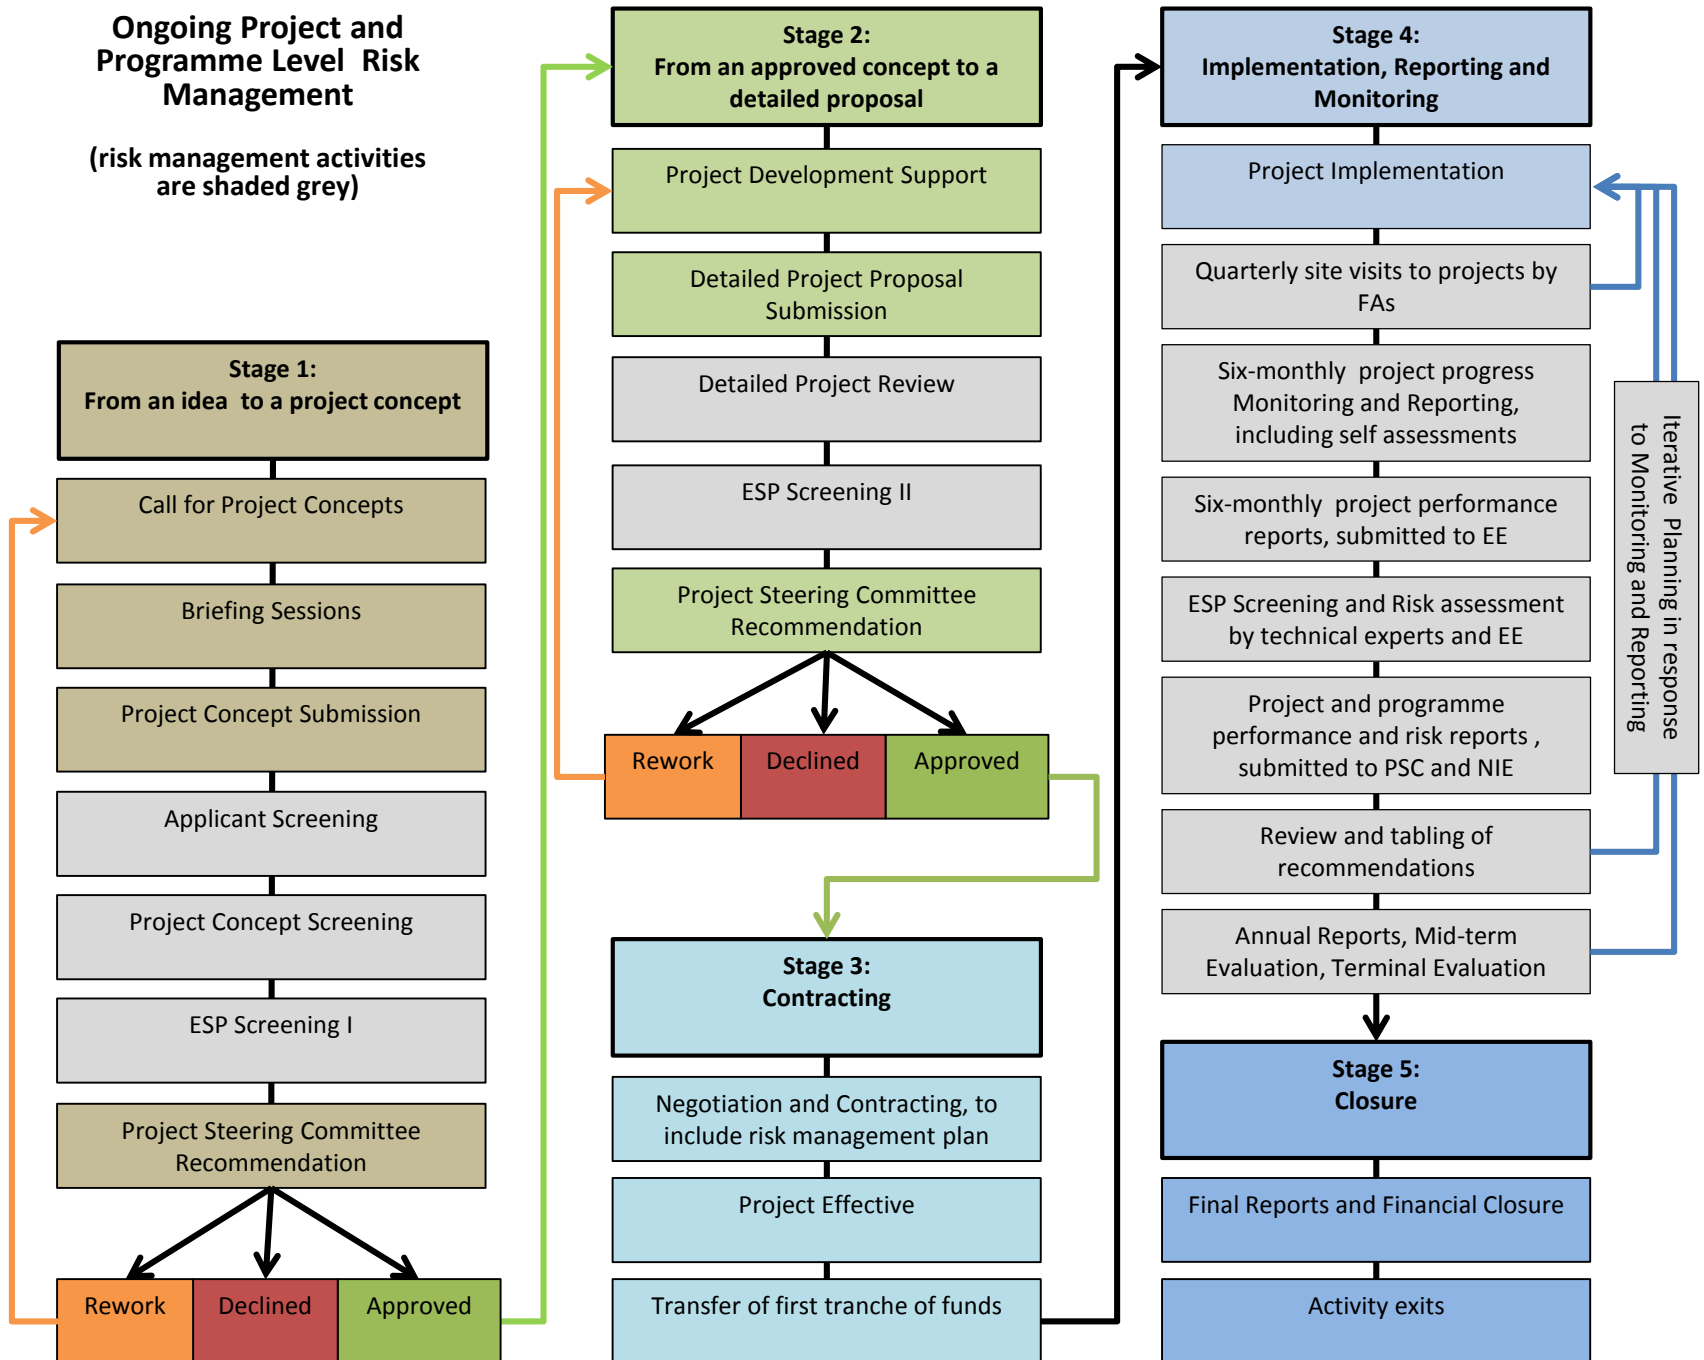 Ongoing Project and
Programme Level Risk
Management
(risk management activities
are shaded grey)
Stage 1:
From an idea to a project concept
Call for Project Concepts
Briefing Sessions
Project Concept Submission
Applicant Screening
Project Concept Screening
ESP Screening I
Project Steering Committee
Recommendation
Rework
Declined
Approved
Stage 2:
From an approved concept to a
detailed proposal
Project Development Support
Detailed Project Proposal
Submission
Detailed Project Review
ESP Screening II
Project Steering Committee
Recommendation
Rework
Declined
Approved
Stage 3:
Contracting
Negotiation and Contracting, to
include risk management plan
Project Effective
Transfer of first tranche of funds
Stage 4:
Implementation, Reporting and
Monitoring
Project Implementation
Quarterly site visits to projects by
FAs
Six-monthly project progress
Monitoring and Reporting,
including self assessments
Six-monthly project performance
reports, submitted to EE
ESP Screening and Risk assessment
by technical experts and EE
Project and programme
performance and risk reports ,
submitted to PSC and NIE
Review and tabling of
recommendations
Annual Reports, Mid-term
Evaluation, Terminal Evaluation
Iterative Planning in response
to Monitoring and Reporting
Stage 5:
Closure
Final Reports and Financial Closure
Activity exits